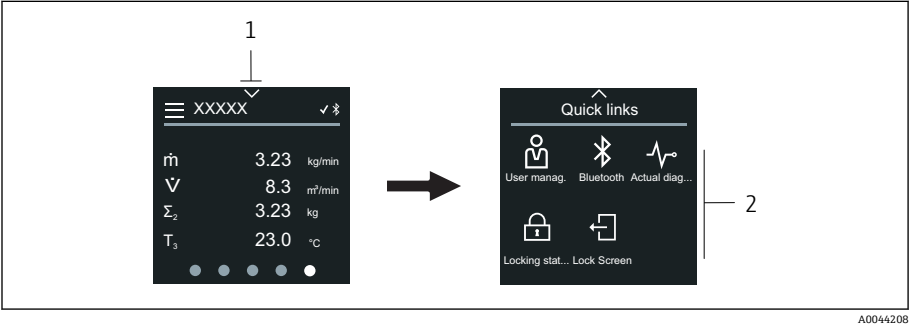 1
XXXXX
ṁ 3.23 kg/min
V̇ 8.3 m³/min
Σ₂ 3.23 kg
T₃ 23.0 °C
Quick links
User manag. Bluetooth Actual diag...
Locking stat... Lock Screen
2
A0044208